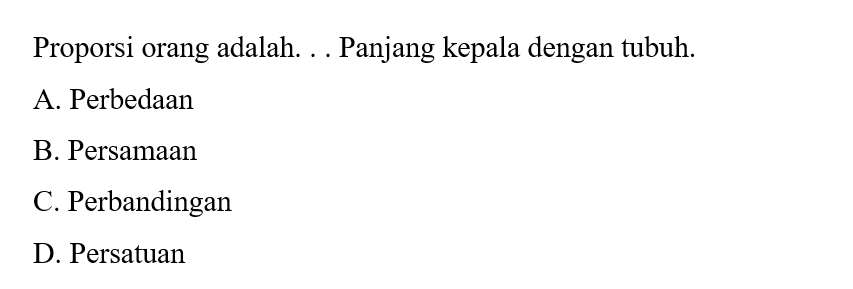 Proporsi orang adalah. . . Panjang kepala dengan tubuh.
A. Perbedaan
B. Persamaan
C. Perbandingan
D. Persatuan